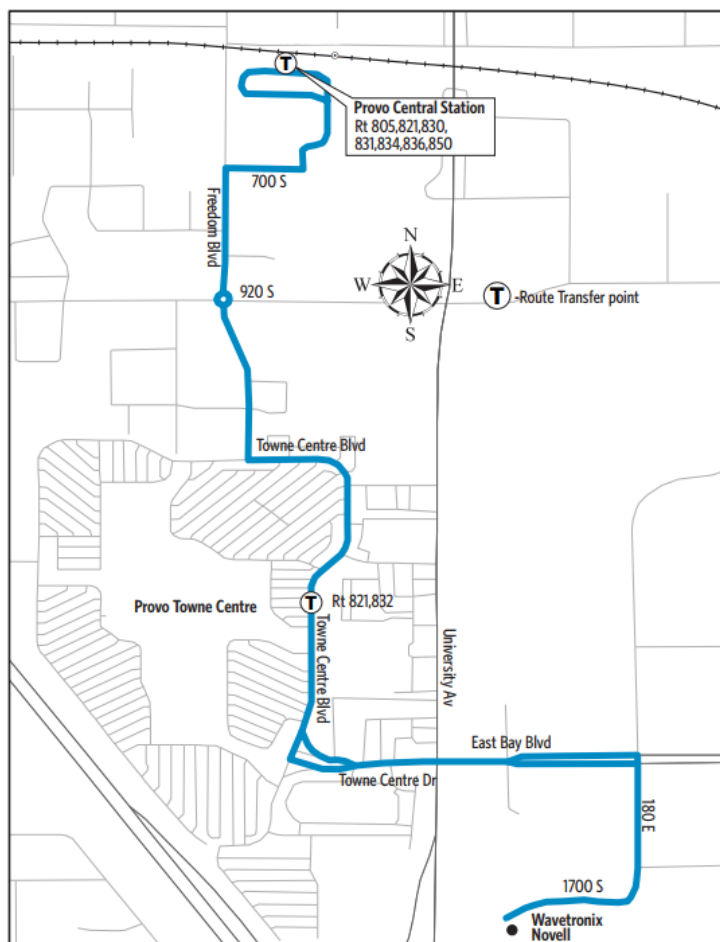 T
Provo Central Station
Rt 805,821,830,
831,834,836,850
700 S
Freedom Blvd
N
W
E
S
920 S
T -Route Transfer point
Towne Centre Blvd
Provo Towne Centre
T
Rt 821,832
Towne Centre Blvd
University Av
East Bay Blvd
Towne Centre Dr
180 E
1700 S
Wavetronix
Novell